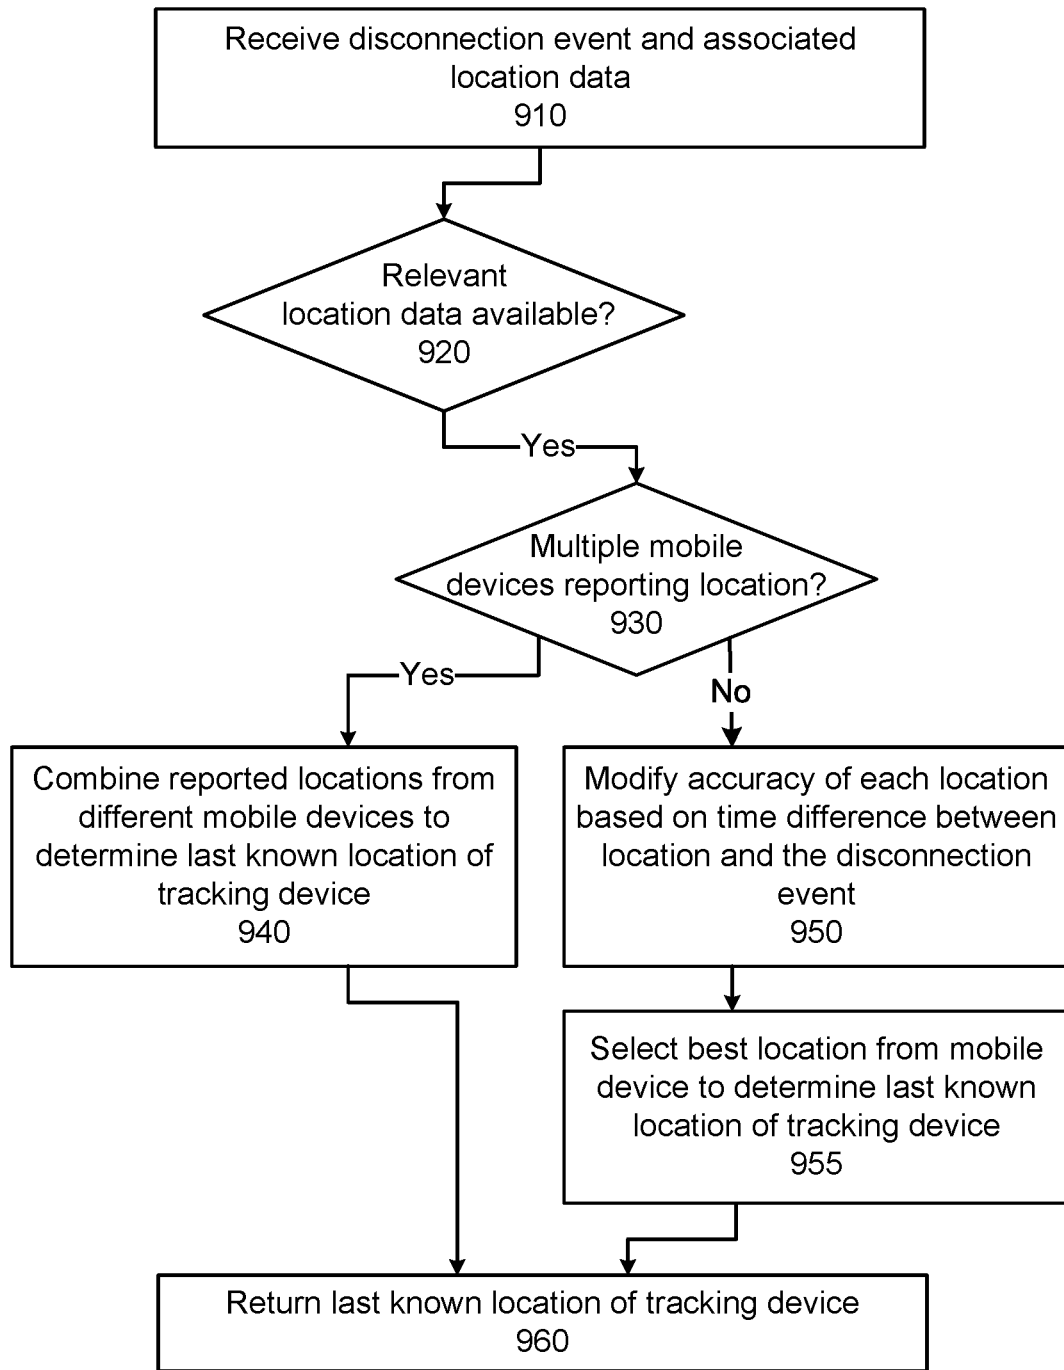 Receive disconnection event and associated
location data
910
Relevant
location data available?
920
Yes
Multiple mobile
devices reporting location?
930
Yes
No
Combine reported locations from
different mobile devices to
determine last known location of
tracking device
940
Modify accuracy of each location
based on time difference between
location and the disconnection
event
950
Select best location from mobile
device to determine last known
location of tracking device
955
Return last known location of tracking device
960